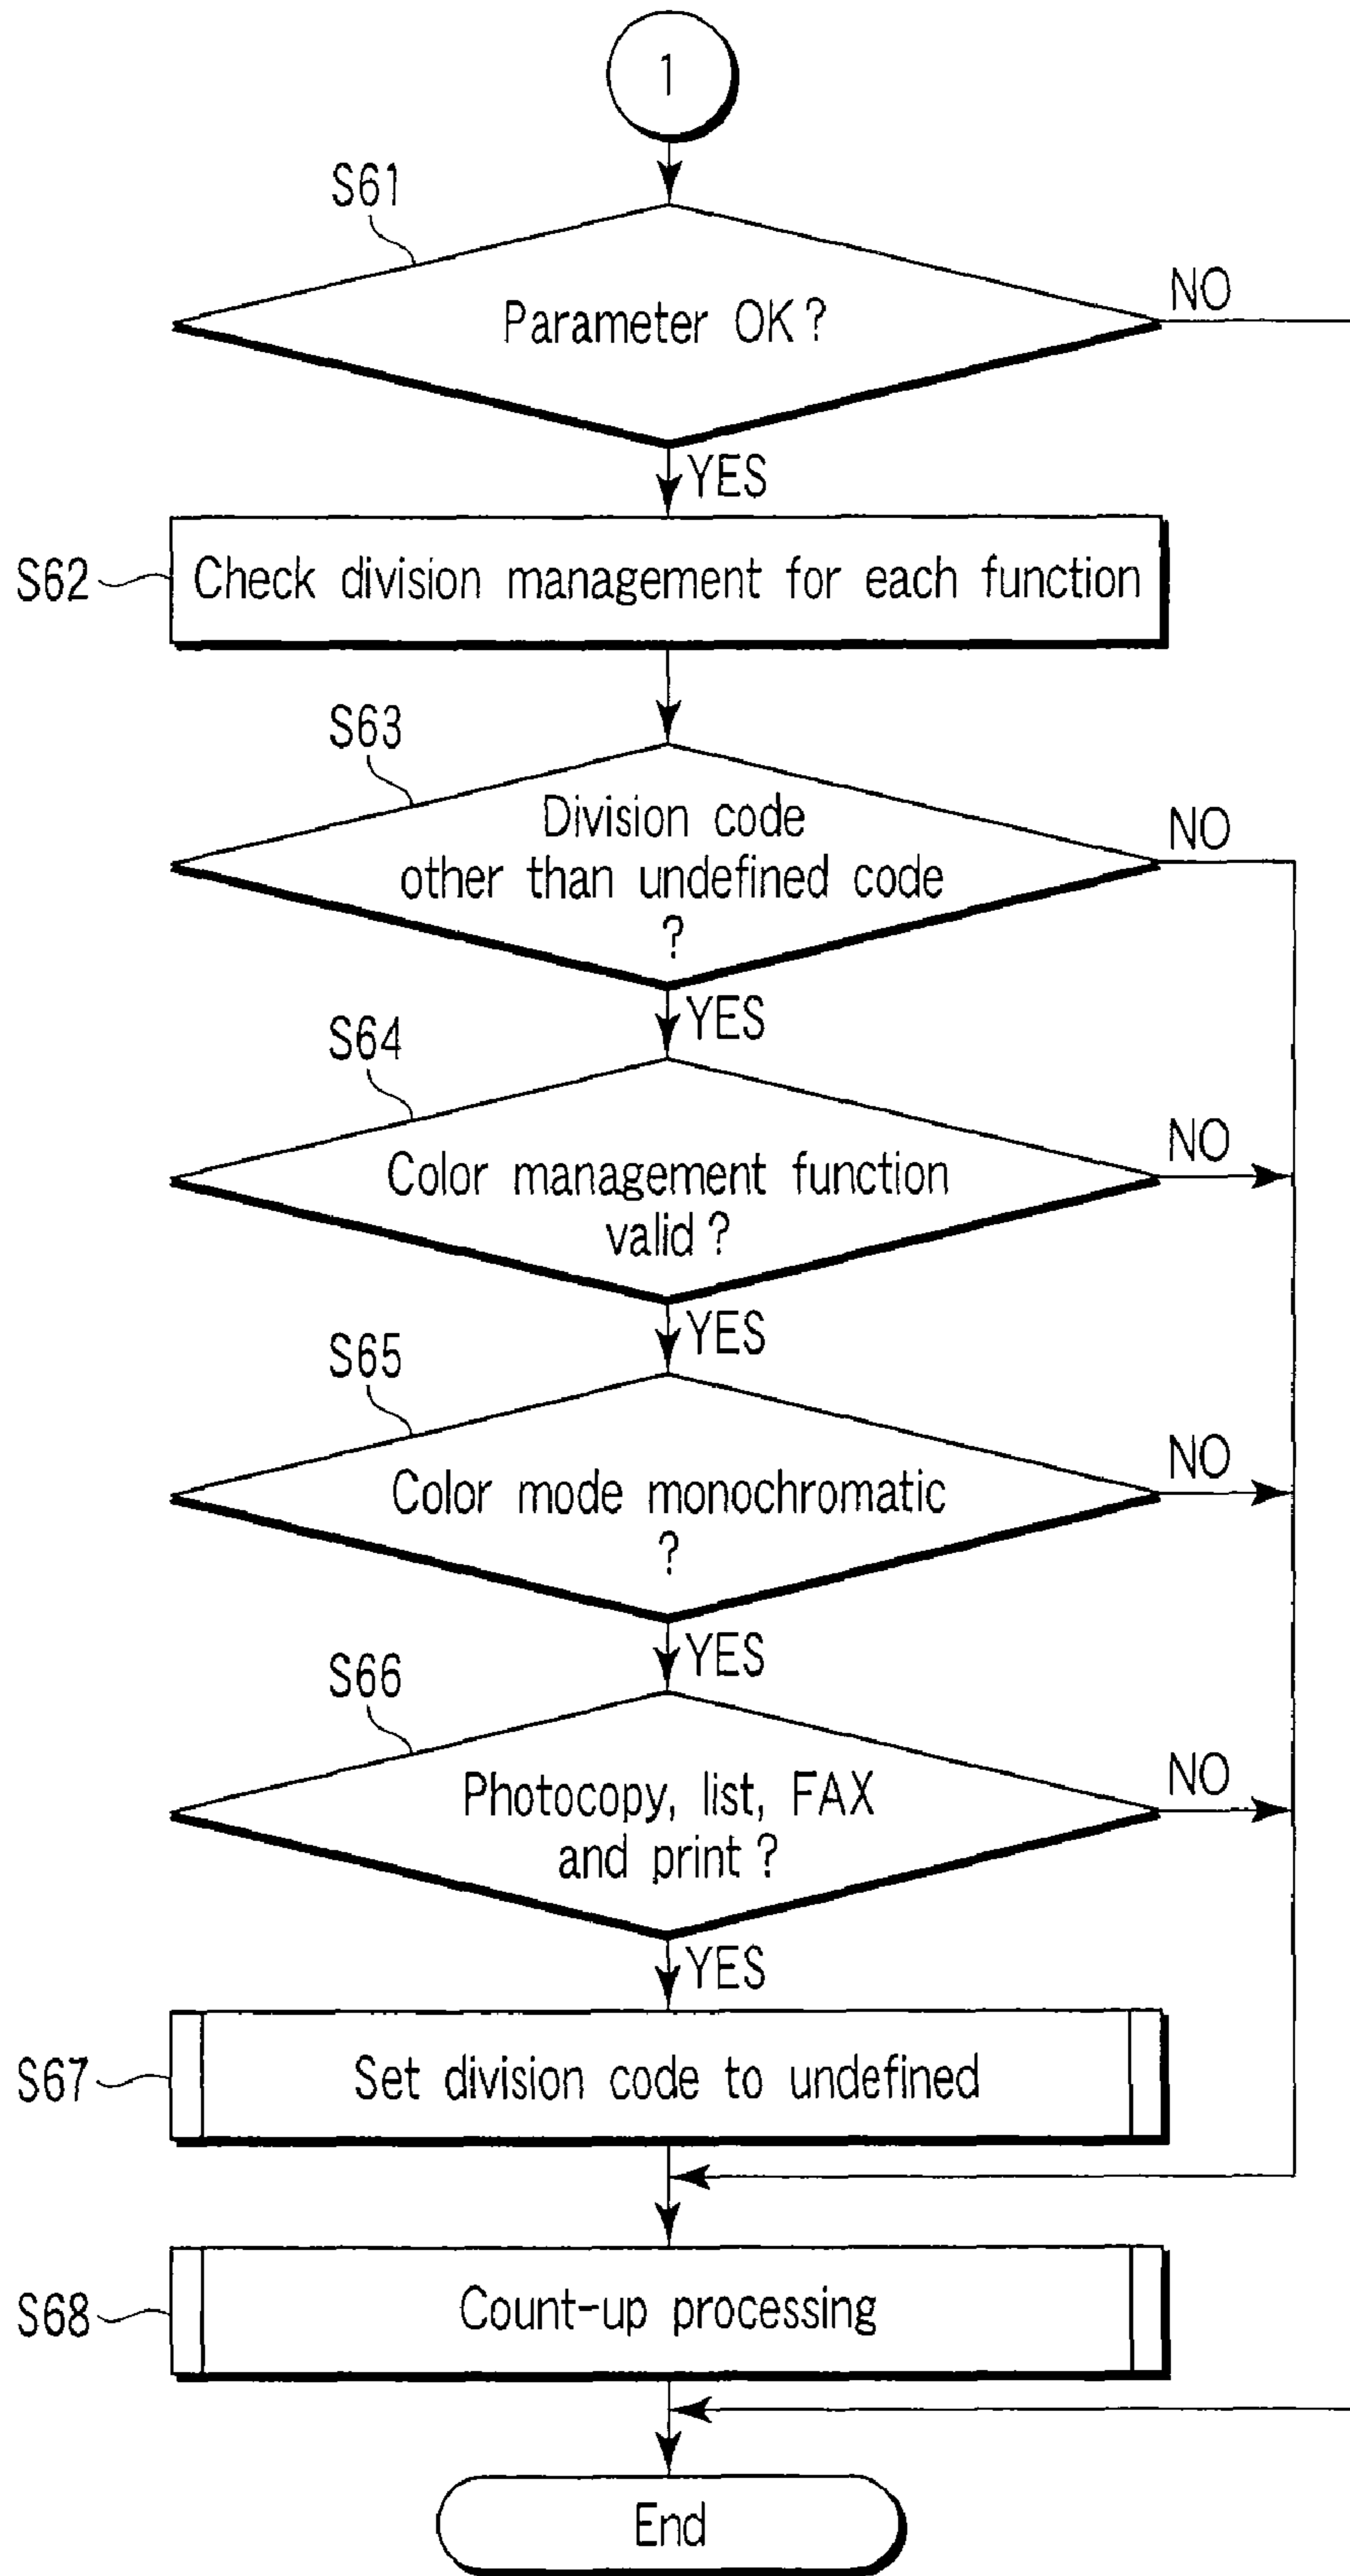 1
S61
Parameter OK?
NO
YES
S62
Check division management for each function
S63
Division code
other than undefined code
?
NO
YES
S64
Color management function
valid?
NO
YES
S65
Color mode monochromatic
?
NO
YES
S66
Photocopy, list, FAX
and print?
NO
YES
S67
Set division code to undefined
S68
Count-up processing
End